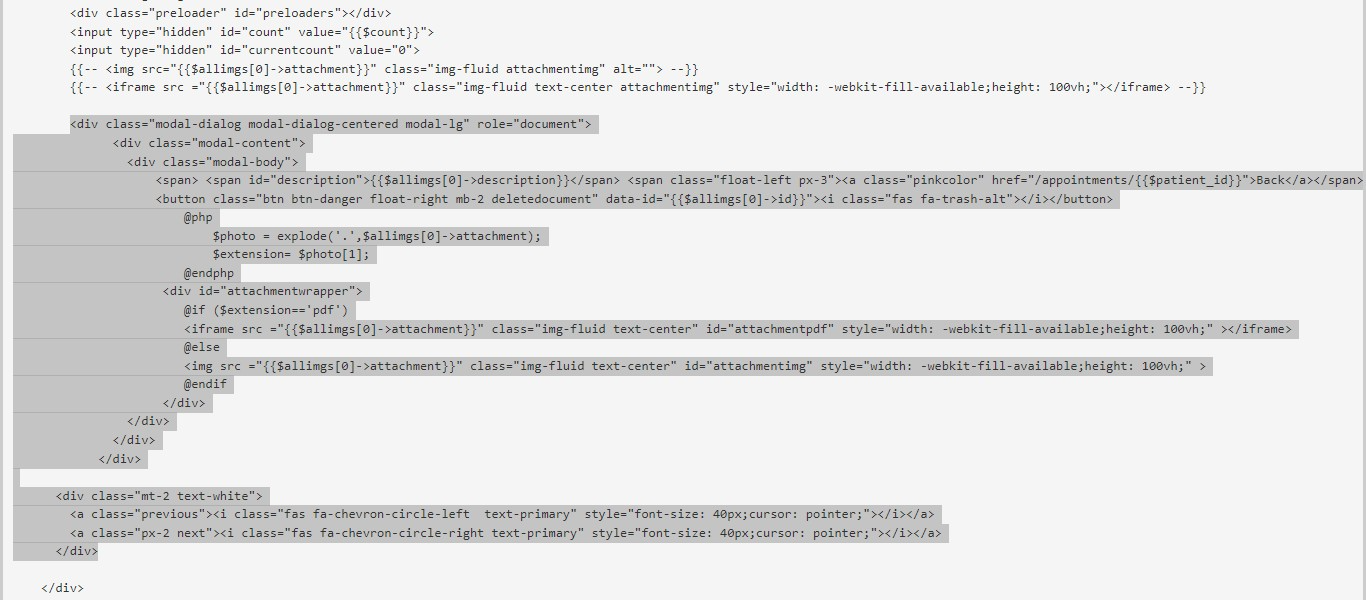 <div class="preloader" id="preloaders"></div>
<input type="hidden" id="count" value="{{$count}}">
<input type="hidden" id="currentcount" value="0">
{{-- <img src="{{$allimgs[0]->attachment}}" class="img-fluid attachmentimg" alt=""> --}}
{{-- <iframe src ="{{$allimgs[0]->attachment}}" class="img-fluid text-center attachmentimg" style="width: -webkit-fill-available;height: 100vh;"></iframe> --}}
<div class="modal-dialog modal-dialog-centered modal-lg" role="document">
<div class="modal-content">
<div class="modal-body">
<span> <span id="description">{{$allimgs[0]->description}}</span> <span class="float-left px-3"><a class="pinkcolor" href="/appointments/{{$patient_id}}">Back</a></span>
<button class="btn btn-danger float-right mb-2 deletedocument" data-id="{{$allimgs[0]->id}}"><i class="fas fa-trash-alt"></i></button>
@php
$photo = explode('.',$allimgs[0]->attachment);
$extension= $photo[1];
@endphp
<div id="attachmentwrapper">
@if ($extension=='pdf')
<iframe src ="{{$allimgs[0]->attachment}}" class="img-fluid text-center" id="attachmentpdf" style="width: -webkit-fill-available;height: 100vh;" ></iframe>
@else
<img src ="{{$allimgs[0]->attachment}}" class="img-fluid text-center" id="attachmentimg" style="width: -webkit-fill-available;height: 100vh;" >
@endif
</div>
</div>
</div>
</div>
<div class="mt-2 text-white">
<a class="previous"><i class="fas fa-chevron-circle-left  text-primary" style="font-size: 40px;cursor: pointer;"></i></a>
<a class="px-2 next"><i class="fas fa-chevron-circle-right text-primary" style="font-size: 40px;cursor: pointer;"></i></a>
</div>
</div>